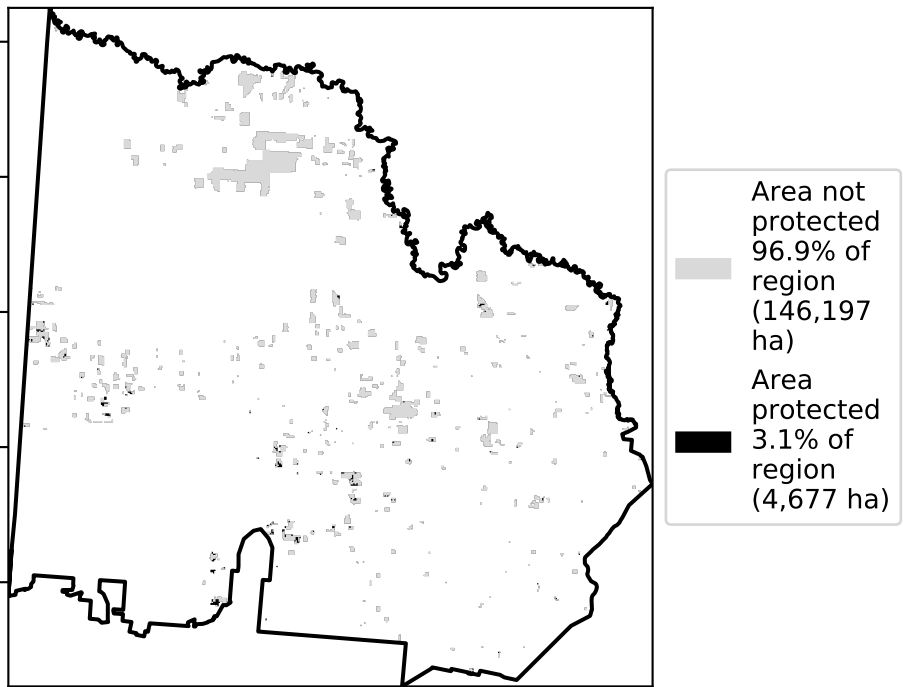 Area not
protected
96.9% of
region
(146,197
ha)
Area
protected
3.1% of
region
(4,677 ha)